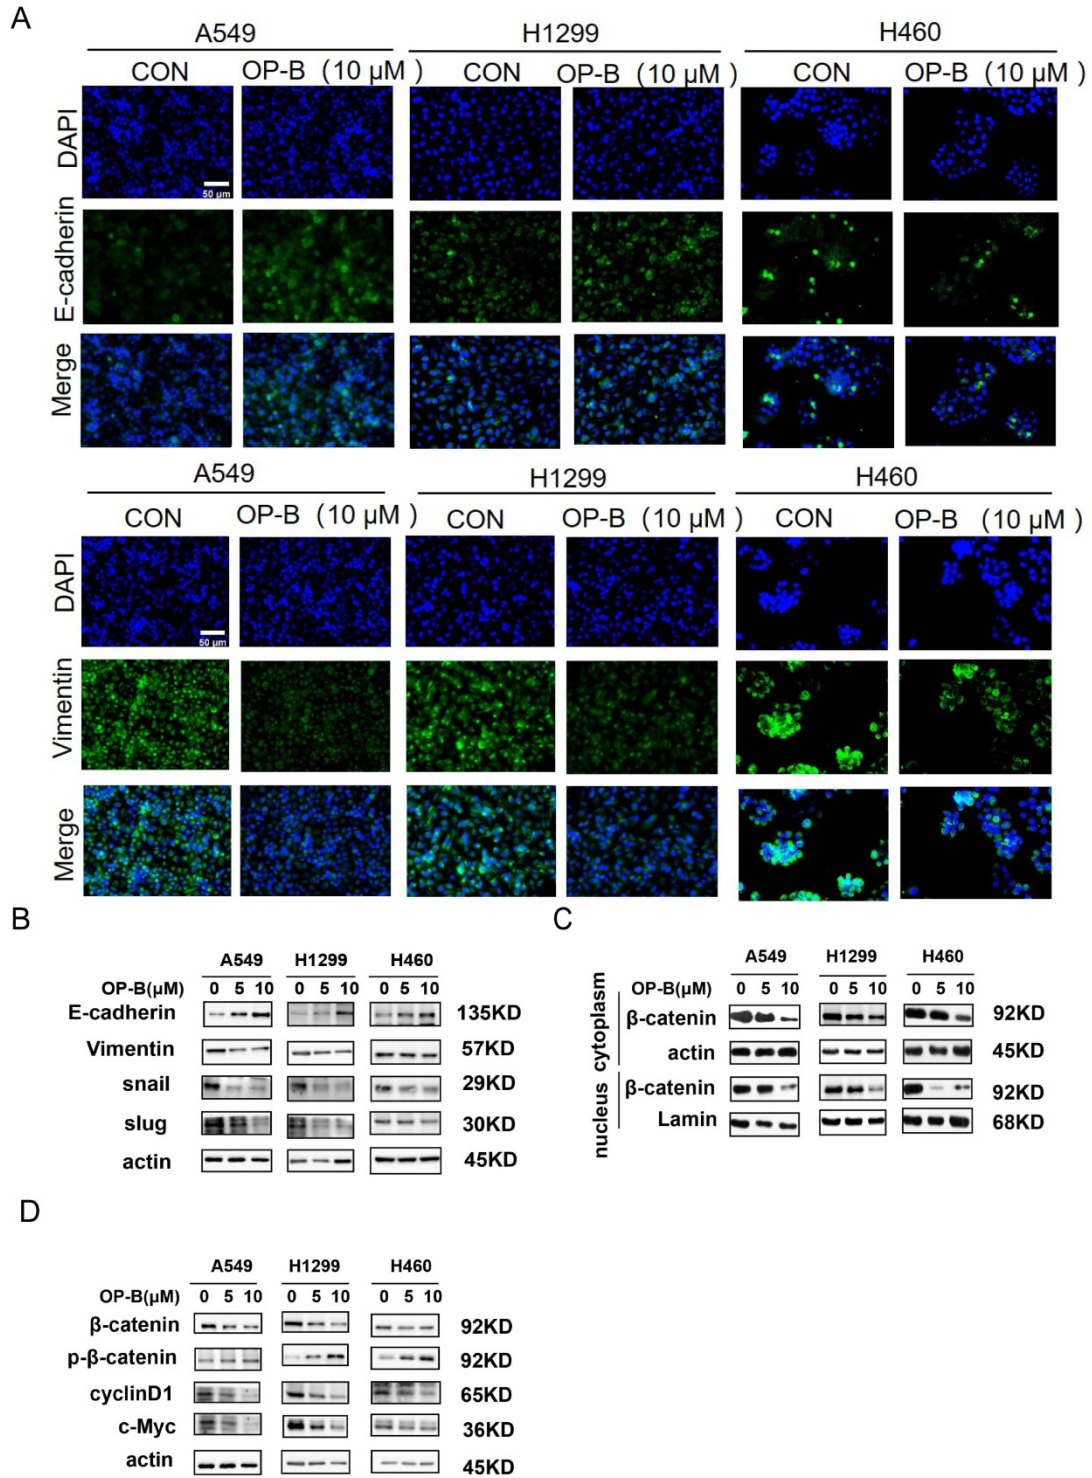 A
A549 H1299 H460
CON OP-B (10 μM) CON OP-B (10 μM) CON OP-B (10 μM)
DAPI
50 μm
E-cadherin
Merge
A549 H1299 H460
CON OP-B (10 μM) CON OP-B (10 μM) CON OP-B (10 μM)
DAPI
50 μm
Vimentin
Merge
B
A549 H1299 H460
OP-B(μM) 0 5 10 0 5 10 0 5 10
E-cadherin 135KD
Vimentin 57KD
snail 29KD
slug 30KD
actin 45KD
C
A549 H1299 H460
OP-B(μM) 0 5 10 0 5 10 0 5 10
cytoplasm
β-catenin 92KD
actin 45KD
nucleus
β-catenin 92KD
Lamin 68KD
D
A549 H1299 H460
OP-B(μM) 0 5 10 0 5 10 0 5 10
β-catenin 92KD
p-β-catenin 92KD
cyclinD1 65KD
c-Myc 36KD
actin 45KD